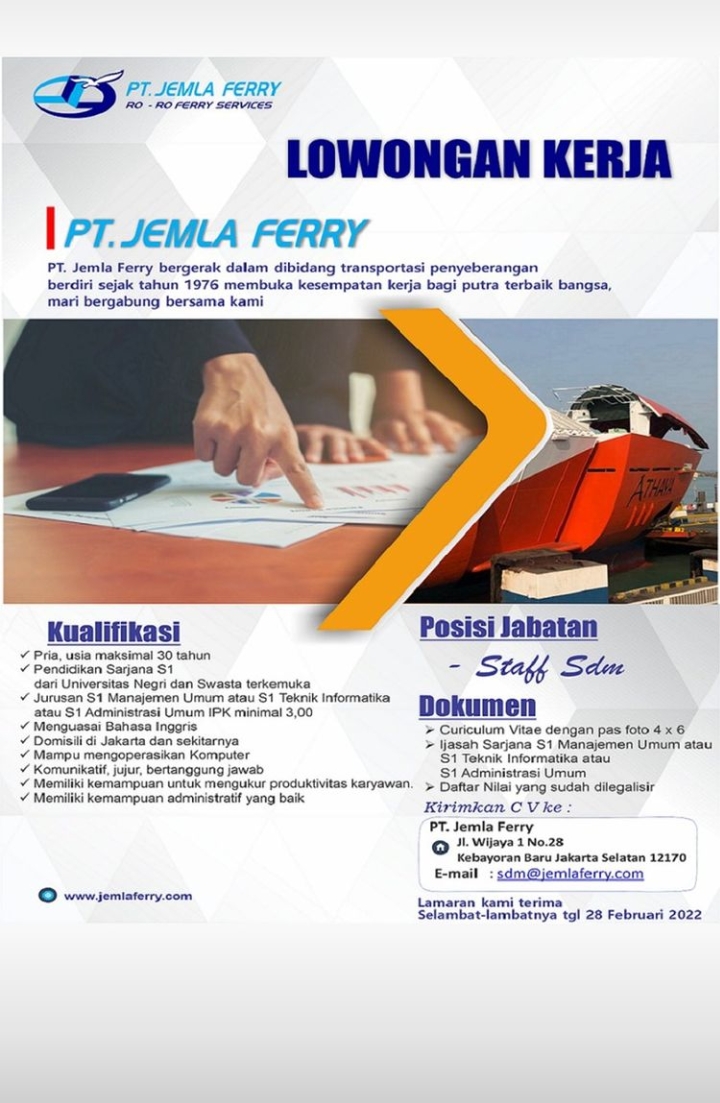 PT. JEMLA FERRY
RO - RO FERRY SERVICES
LOWONGAN KERJA
PT. JEMLA FERRY
PT. Jemla Ferry bergerak dalam dibidang transportasi penyeberangan
berdiri sejak tahun 1976 membuka kesempatan kerja bagi putra terbaik bangsa,
mari bergabung bersama kami
ATHAYA
Kualifikasi
✓ Pria, usia maksimal 30 tahun
✓ Pendidikan Sarjana S1
dari Universitas Negri dan Swasta terkemuka
✓ Jurusan S1 Manajemen Umum atau S1 Teknik Informatika
atau S1 Administrasi Umum IPK minimal 3,00
✓ Menguasai Bahasa Inggris
✓ Domisili di Jakarta dan sekitarnya
✓ Mampu mengoperasikan Komputer
✓ Komunikatif, jujur, bertanggung jawab
✓ Memiliki kemampuan untuk mengukur produktivitas karyawan.
✓ Memiliki kemampuan administratif yang baik
www.jemlaferry.com
Posisi Jabatan
- Staff Sdm
Dokumen
➢ Curiculum Vitae dengan pas foto 4 x 6
➢ Ijasah Sarjana S1 Manajemen Umum atau
S1 Teknik Informatika atau
S1 Administrasi Umum
➢ Daftar Nilai yang sudah dilegalisir
Kirimkan C V ke :
PT. Jemla Ferry
Jl. Wijaya 1 No.28
Kebayoran Baru Jakarta Selatan 12170
E-mail : sdm@jemlaferry.com
Lamaran kami terima
Selambat-lambatnya tgl 28 Februari 2022